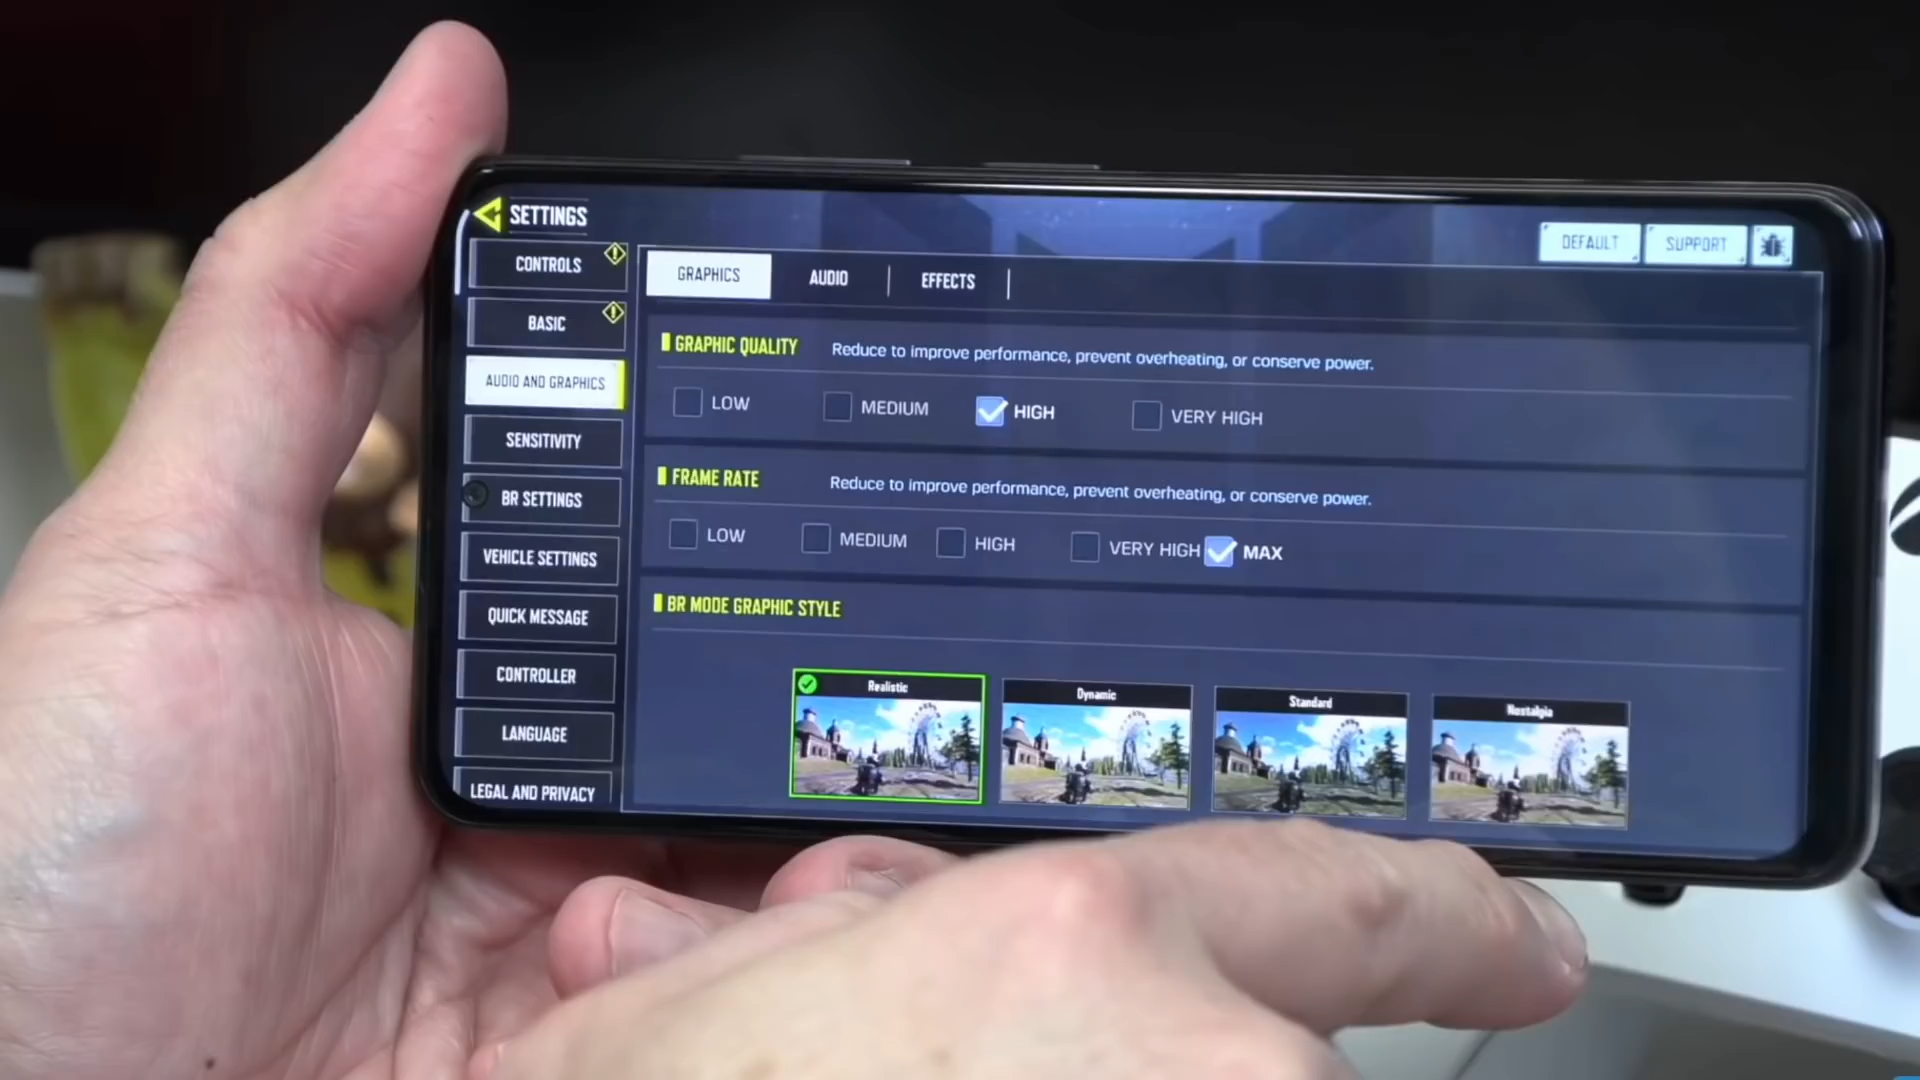 SETTINGS
DEFAULT
SUPPORT
CONTROLS
BASIC
AUDIO AND GRAPHICS
SENSITIVITY
BR SETTINGS
VEHICLE SETTINGS
QUICK MESSAGE
CONTROLLER
LANGUAGE
LEGAL AND PRIVACY
GRAPHICS
AUDIO
EFFECTS
GRAPHIC QUALITY
Reduce to improve performance, prevent overheating, or conserve power.
LOW
MEDIUM
HIGH
VERY HIGH
FRAME RATE
Reduce to improve performance, prevent overheating, or conserve power.
LOW
MEDIUM
HIGH
VERY HIGH
MAX
BR MODE GRAPHIC STYLE
Realistic
Dynamic
Standard
Nostalgia